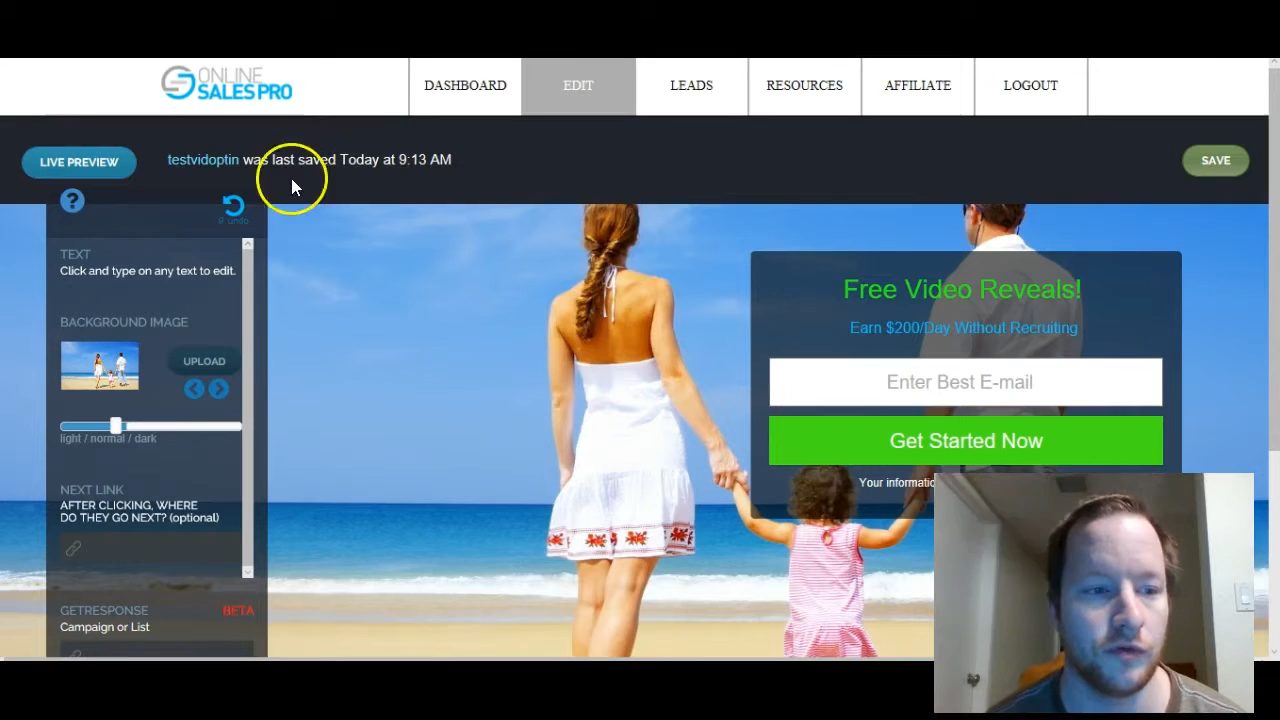 ONLINE
SALESPRO
DASHBOARD
EDIT
LEADS
RESOURCES
AFFILIATE
LOGOUT
LIVE PREVIEW
testvidoptin was last saved Today at 9:13 AM
SAVE
?
undo
TEXT
Click and type on any text to edit.
BACKGROUND IMAGE
UPLOAD
light / normal / dark
NEXT LINK
AFTER CLICKING, WHERE
DO THEY GO NEXT? (optional)
GETRESPONSE BETA
Campaign or List
Free Video Reveals!
Earn $200/Day Without Recruiting
Enter Best E-mail
Get Started Now
Your